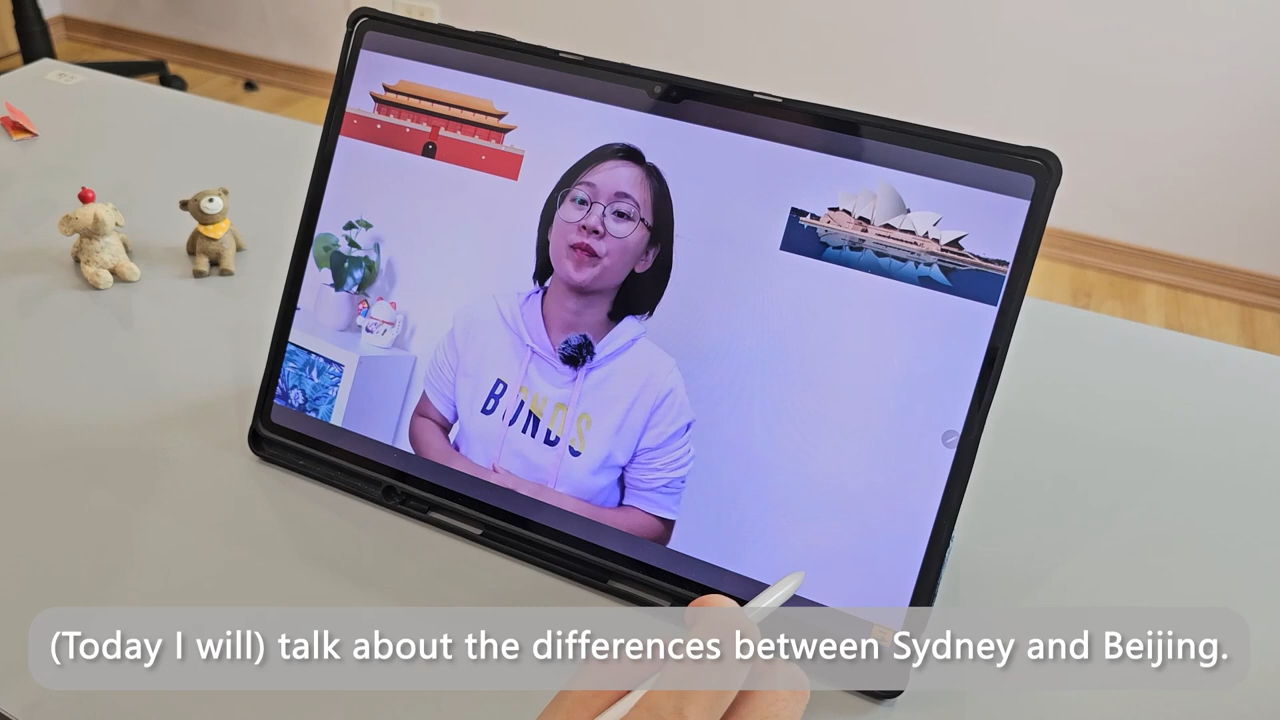 BONDS
(Today I will) talk about the differences between Sydney and Beijing.